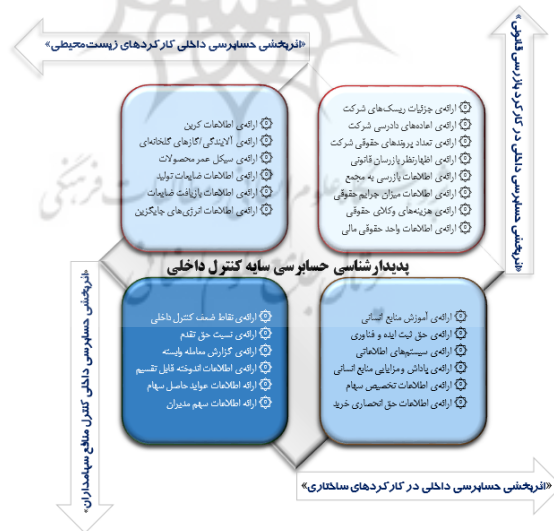 «اثربخشی حسابرسی داخلی کارکردهای زیست‌محیطی»
«اثربخشی حسابرسی داخلی در کارکرد بازرسی قانونی»
ارائه‌ی جزئیات ریسک‌های شرکت
ارائه‌ی اعاده‌های دادرسی شرکت
ارائه‌ی تعداد پروندهای حقوقی شرکت
ارائه‌ی اظهارنظر بازرسان قانونی
ارائه‌ی اطلاعات بازرسی به مجمع
ارائه‌ی اطلاعات میزان جرایم حقوقی
ارائه‌ی هزینه‌های وکلای حقوقی
ارائه‌ی اطلاعات واحد حقوقی مالی
ارائه‌ی اطلاعات کربن
ارائه‌ی آلایندگی/گازهای گلخانه‌ای
ارائه‌ی سیکل عمر محصولات
ارائه‌ی اطلاعات ضایعات تولید
ارائه‌ی اطلاعات بازیافت ضایعات
ارائه‌ی اطلاعات انرژی‌های جایگزین
پدیدارشناسی حسابرسی سایه کنترل داخلی
ارائه‌ی آموزش منابع انسانی
ارائه‌ی حق ثبت ایده و فناوری
ارائه‌ی سیستم‌های اطلاعاتی
ارائه‌ی پاداش ومزایایی منابع انسانی
ارائه‌ی اطلاعات تخصیص سهام
ارائه‌ی اطلاعات حق انحصاری خرید
ارائه‌ی نقاط ضعف کنترل داخلی
ارائه‌ی نسبت حق تقدم
ارائه‌ی گزارش معامله وابسته
ارائه‌ی اطلاعات اندوخته قابل تقسیم
ارائه اطلاعات عواید حاصل سهام
ارائه اطلاعات سهم مدیران
«اثربخشی حسابرسی داخلی کنترل منافع سهامداران»
«اثربخشی حسابرسی داخلی در کارکردهای ساختاری»